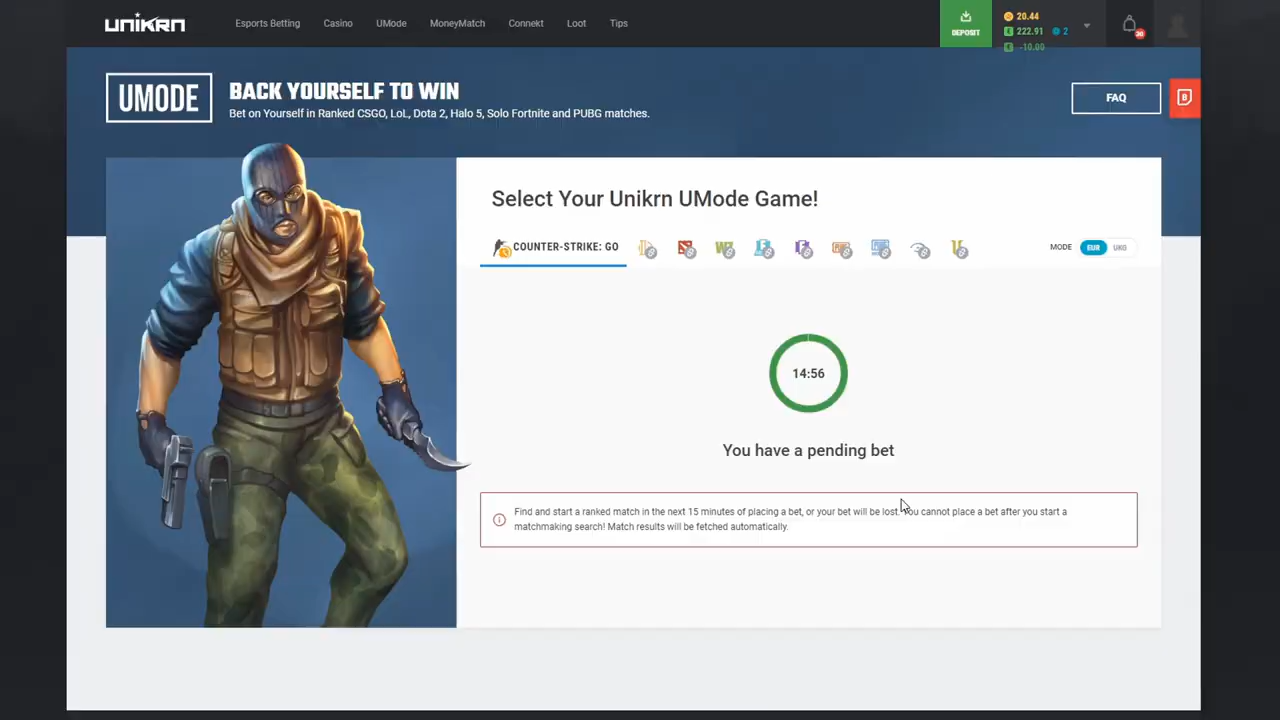 UNIKRN
Esports Betting
Casino
UMode
MoneyMatch
Connekt
Loot
Tips
DEPOSIT
20.44
€ 222.91
2
€ -10.00
UMODE
BACK YOURSELF TO WIN
Bet on Yourself in Ranked CSGO, LoL, Dota 2, Halo 5, Solo Fortnite and PUBG matches.
FAQ
Select Your Unikrn UMode Game!
COUNTER-STRIKE: GO
MODE
EUR
UKG
14:56
You have a pending bet
Find and start a ranked match in the next 15 minutes of placing a bet, or your bet will be lost. You cannot place a bet after you start a
matchmaking search! Match results will be fetched automatically.